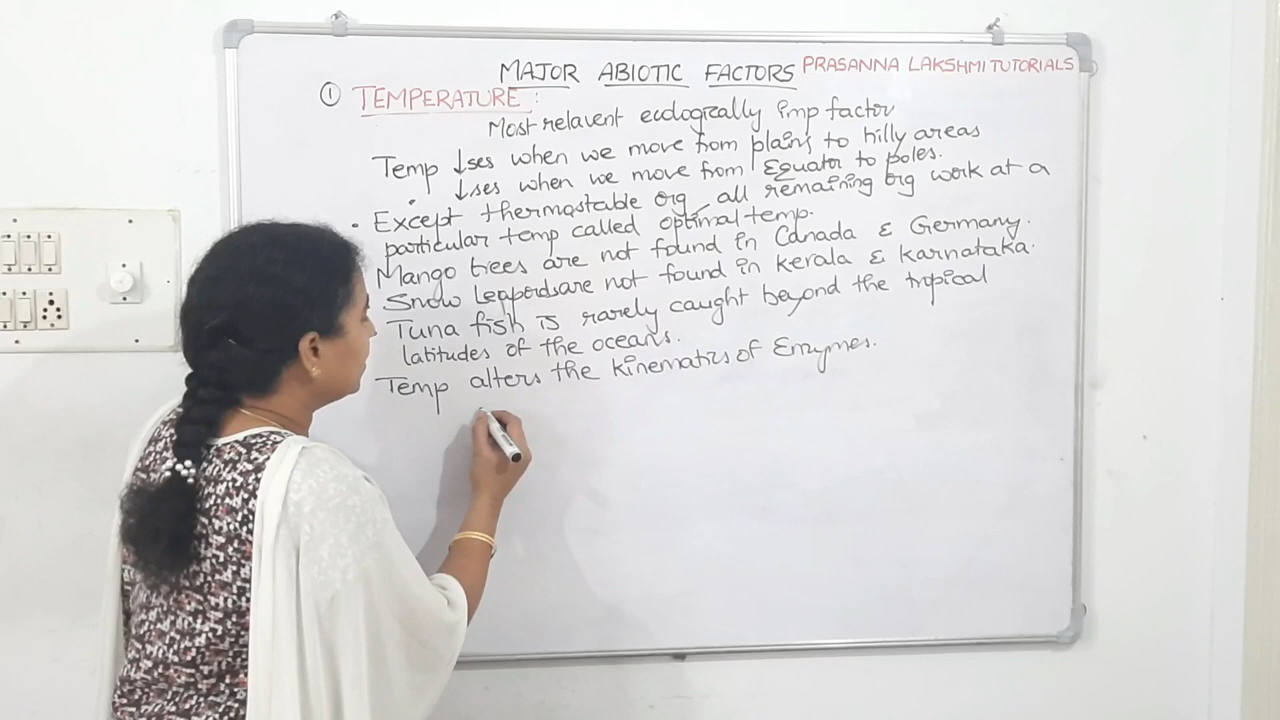 MAJOR ABIOTIC FACTORS PRASANNA LAKSHMI TUTORIALS
① TEMPERATURE :
Most relavent ecologically imp factor
Temp ↓ses when we move from plains to hilly areas
↓ses when we move from Equator to poles.
• Except thermostable org, all remaining org work at a
particular temp called optimal temp.
Mango trees are not found in Canada & Germany.
Snow Leopards are not found in kerala & karnataka.
Tuna fish is rarely caught beyond the tropical
latitudes of the oceans.
Temp alters the kinematics of Enzymes.